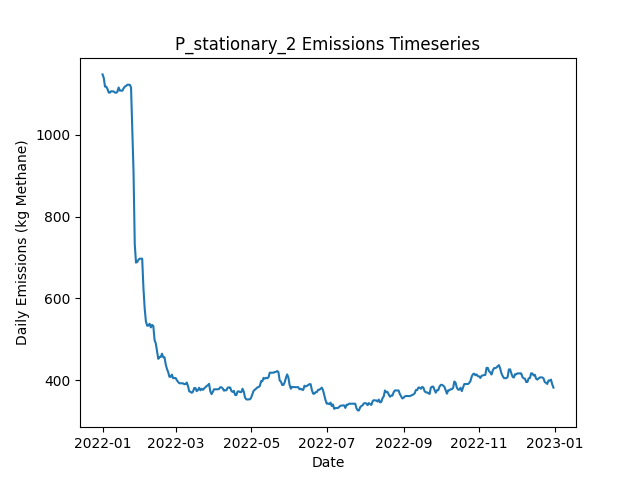 P_stationary_2 Emissions Timeseries
Daily Emissions (kg Methane)
1000
800
600
400
2022-01 2022-03 2022-05 2022-07 2022-09 2022-11 2023-01
Date